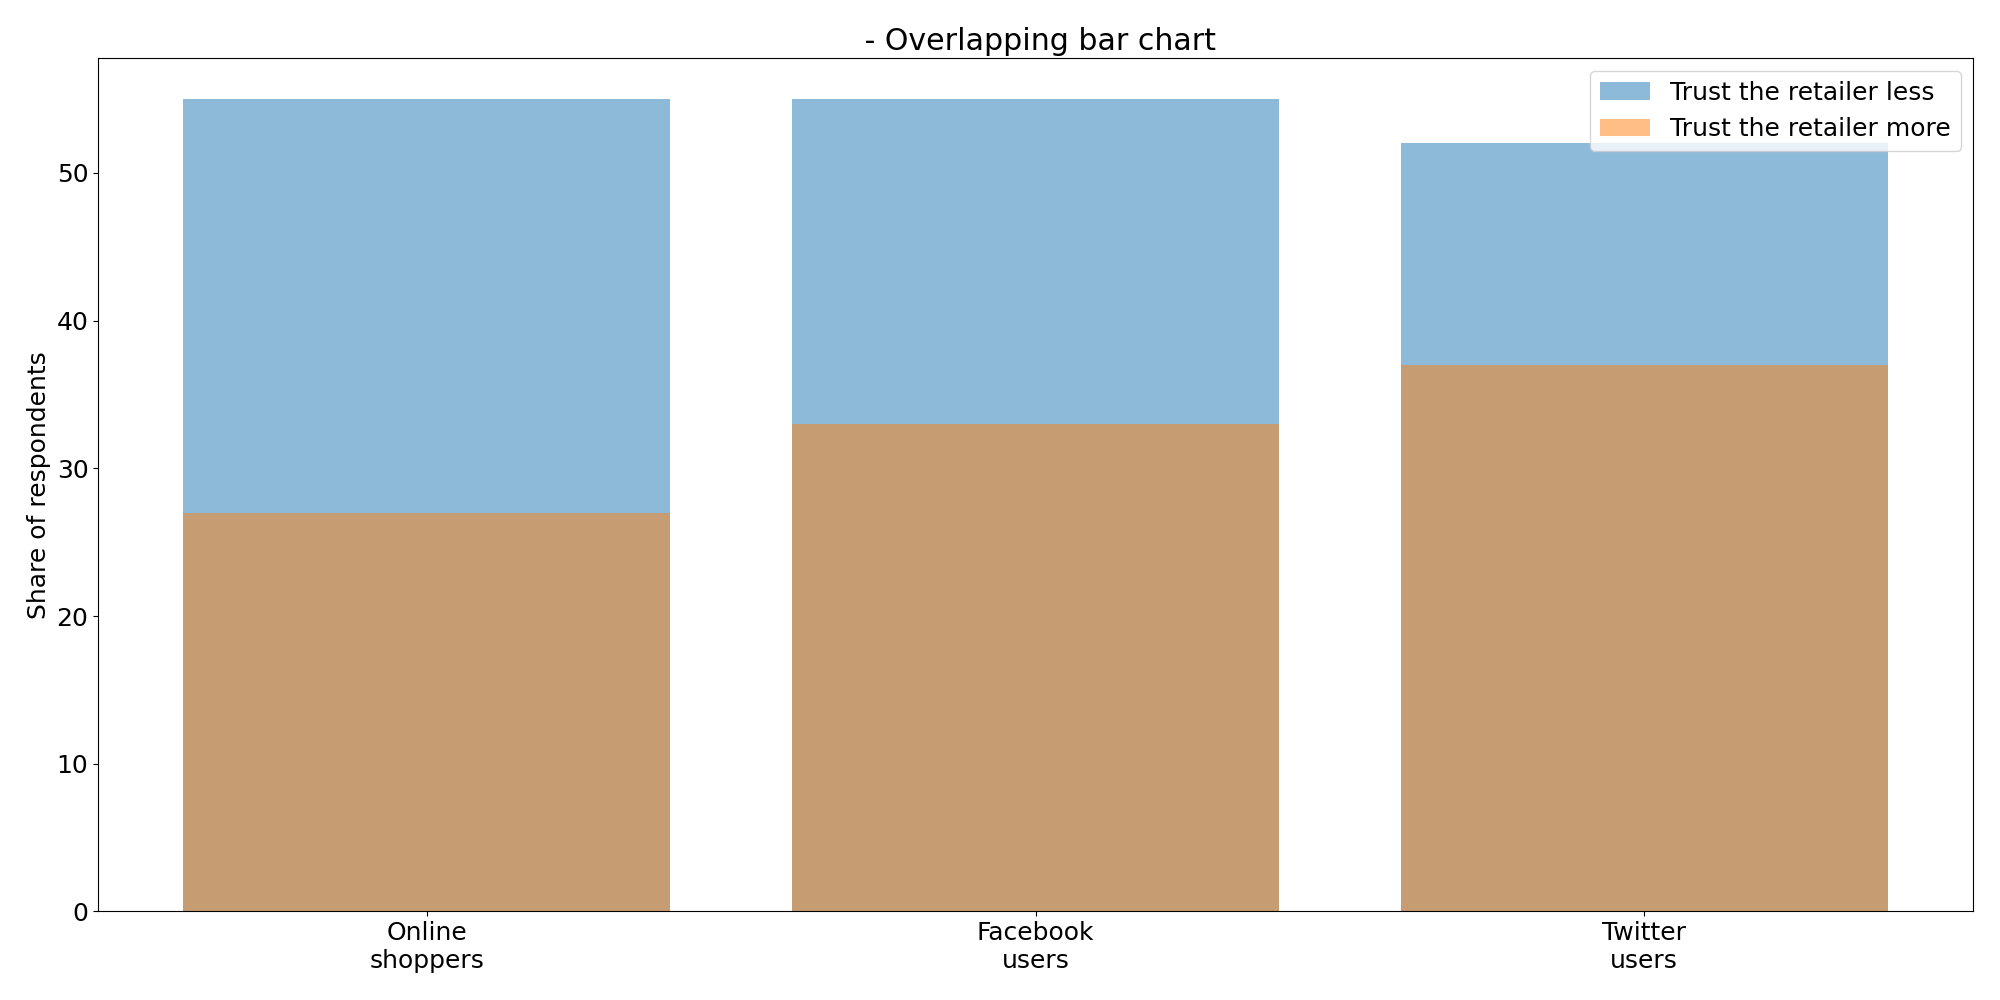 - Overlapping bar chart
Trust the retailer less
Trust the retailer more
Share of respondents
50
40
30
20
10
0
Online
shoppers
Facebook
users
Twitter
users